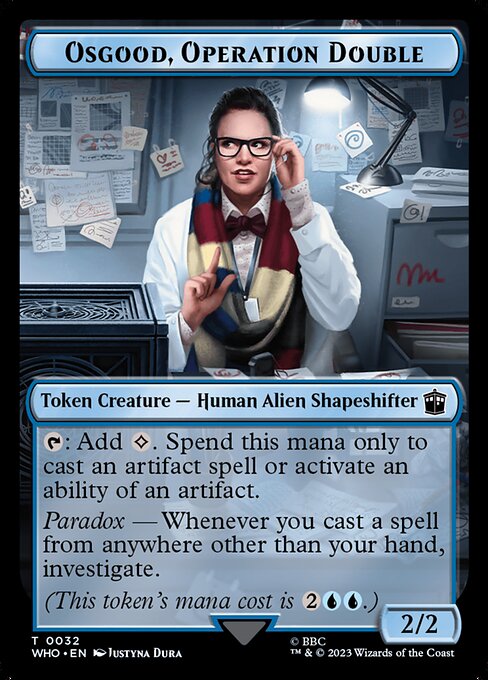 Osgood, Operation Double
Token Creature — Human Alien Shapeshifter
: Add . Spend this mana only to
cast an artifact spell or activate an
ability of an artifact.
Paradox — Whenever you cast a spell
from anywhere other than your hand,
investigate.
(This token's mana cost is 2.)
2/2
T 0032
WHO • EN Justyna Dura
© BBC
™ & © 2023 Wizards of the Coast